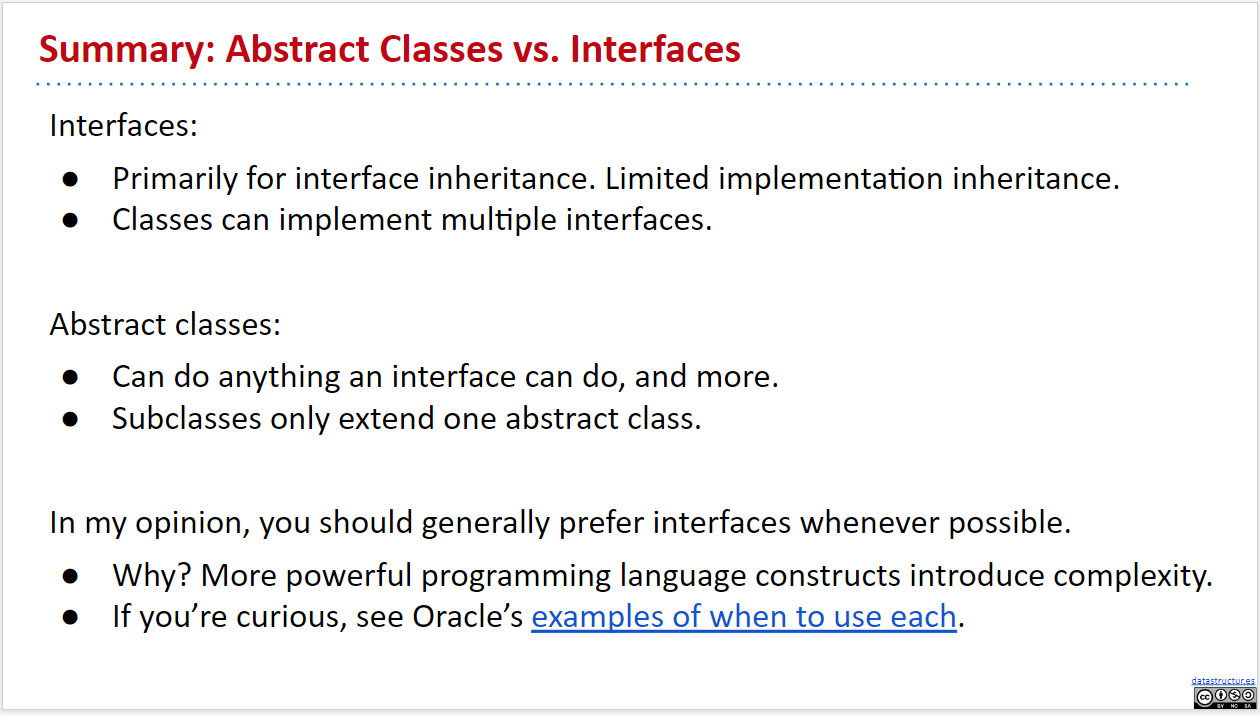 Summary: Abstract Classes vs. Interfaces
Interfaces:
● Primarily for interface inheritance. Limited implementation inheritance.
● Classes can implement multiple interfaces.
Abstract classes:
● Can do anything an interface can do, and more.
● Subclasses only extend one abstract class.
In my opinion, you should generally prefer interfaces whenever possible.
● Why? More powerful programming language constructs introduce complexity.
● If you’re curious, see Oracle’s examples of when to use each.
datastructur.es
cc
BY NC SA